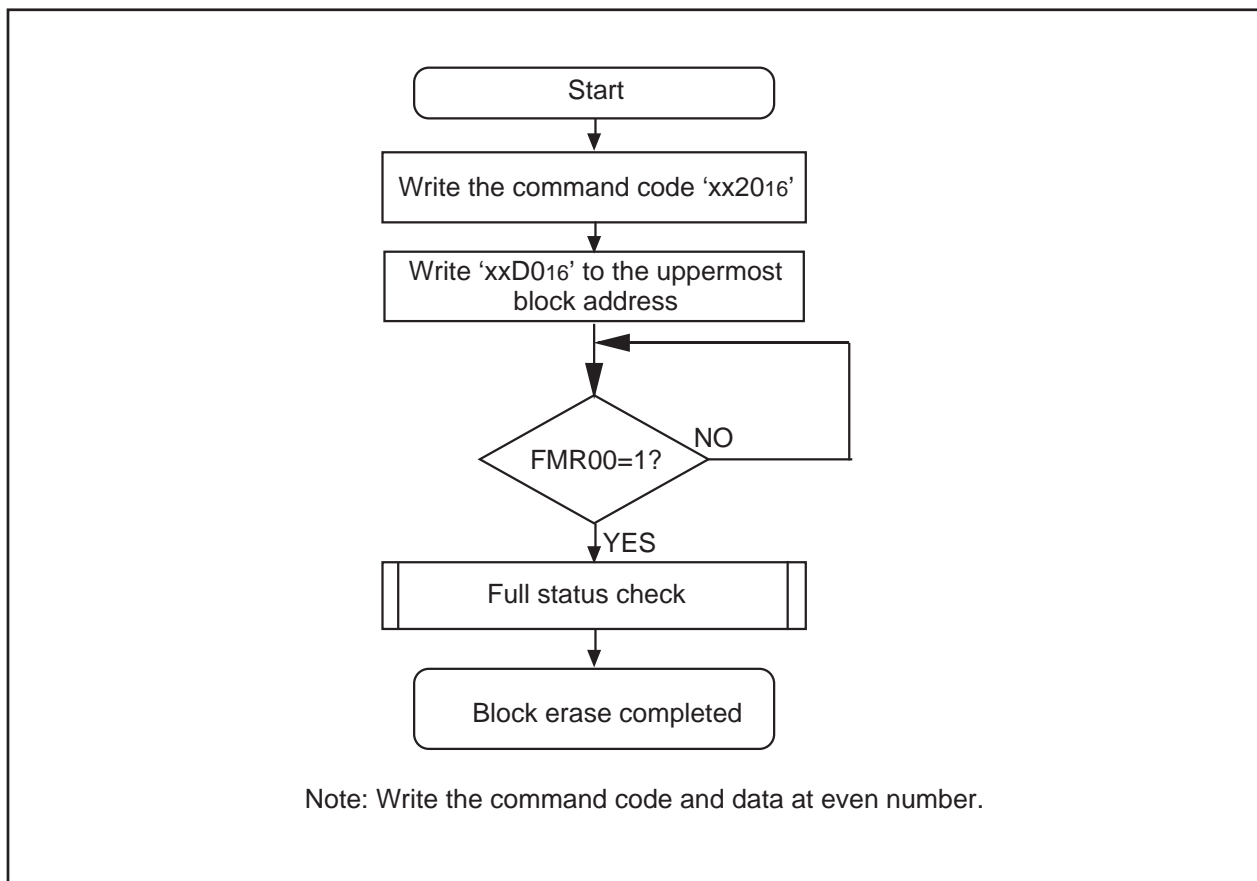 Start
Write the command code ‘xx2016’
Write ‘xxD016’ to the uppermost
block address
NO
FMR00=1?
YES
Full status check
Block erase completed
Note: Write the command code and data at even number.